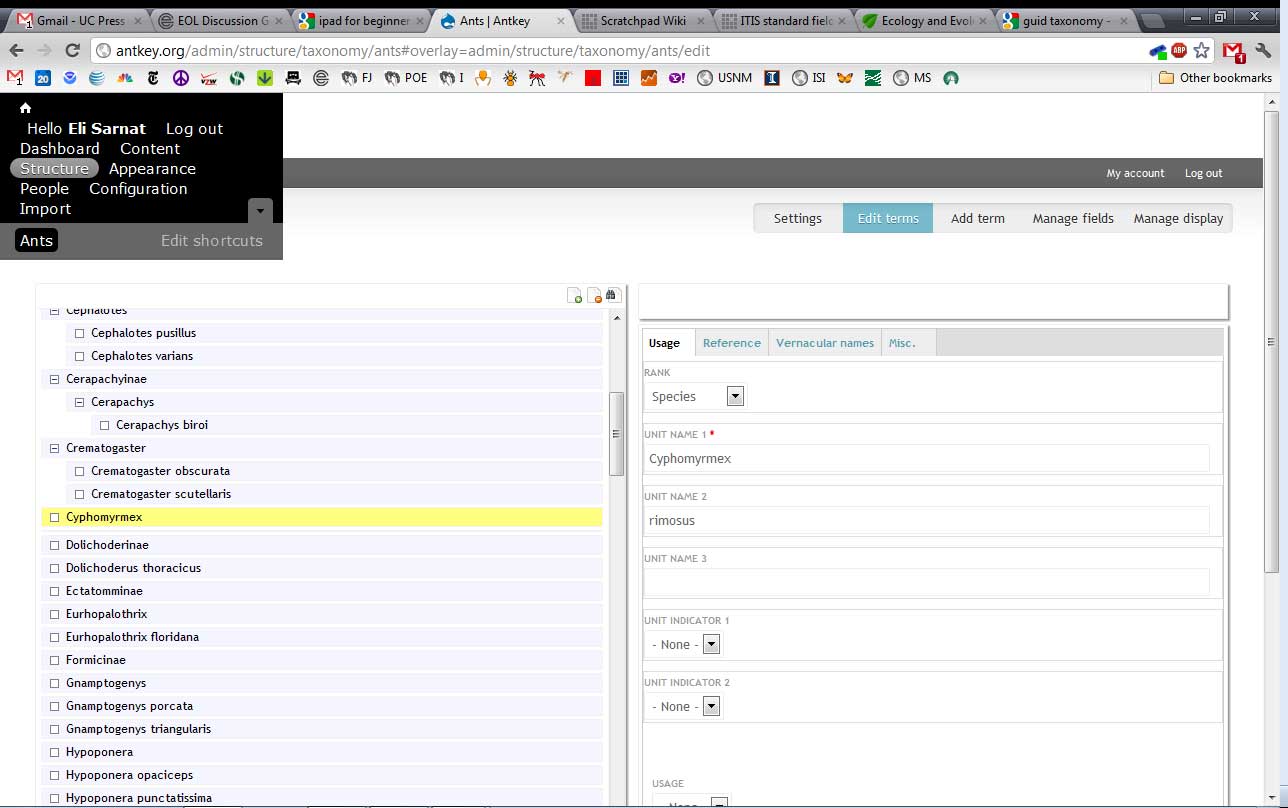 Gmail - UC Press
EOL Discussion G
ipad for beginner
Ants | Antkey
Scratchpad Wiki
ITIS standard field
Ecology and Evol
guid taxonomy -
antkey.org/admin/structure/taxonomy/ants#overlay=admin/structure/taxonomy/ants/edit
ABP
1
1
20
VZW
FJ
POE
I
USNM
I
ISI
MS
Other bookmarks
Hello Eli Sarnat Log out
Dashboard Content
Structure Appearance
People Configuration
Import
Ants Edit shortcuts
My account Log out
Settings Edit terms Add term Manage fields Manage display
Cephalotes
Cephalotes pusillus
Cephalotes varians
Cerapachyinae
Cerapachys
Cerapachys biroi
Crematogaster
Crematogaster obscurata
Crematogaster scutellaris
Cyphomyrmex
Dolichoderinae
Dolichoderus thoracicus
Ectatomminae
Eurhopalothrix
Eurhopalothrix floridana
Formicinae
Gnamptogenys
Gnamptogenys porcata
Gnamptogenys triangularis
Hypoponera
Hypoponera opaciceps
Hypoponera punctatissima
Usage Reference Vernacular names Misc.
RANK
Species
UNIT NAME 1 *
Cyphomyrmex
UNIT NAME 2
rimosus
UNIT NAME 3
UNIT INDICATOR 1
- None -
UNIT INDICATOR 2
- None -
USAGE
- None -